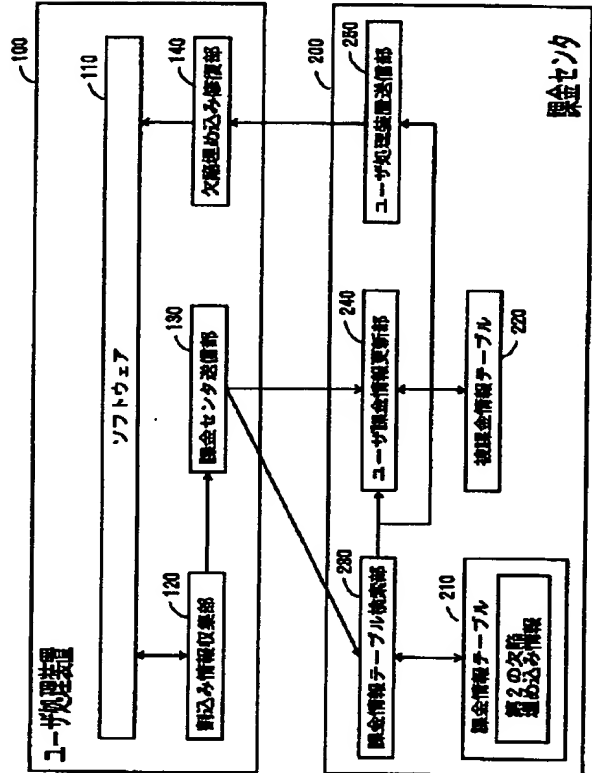 ユーザ処理装置
100
ソフトウェア
110
割込み情報収集部
120
課金センタ送信部
130
欠陥埋め込み修復部
140
課金センタ
200
課金情報テーブル検索部
230
ユーザ課金情報更新部
240
ユーザ処理装置送信部
250
課金情報テーブル
210
第2の欠陥
埋め込み情報
被課金情報テーブル
220